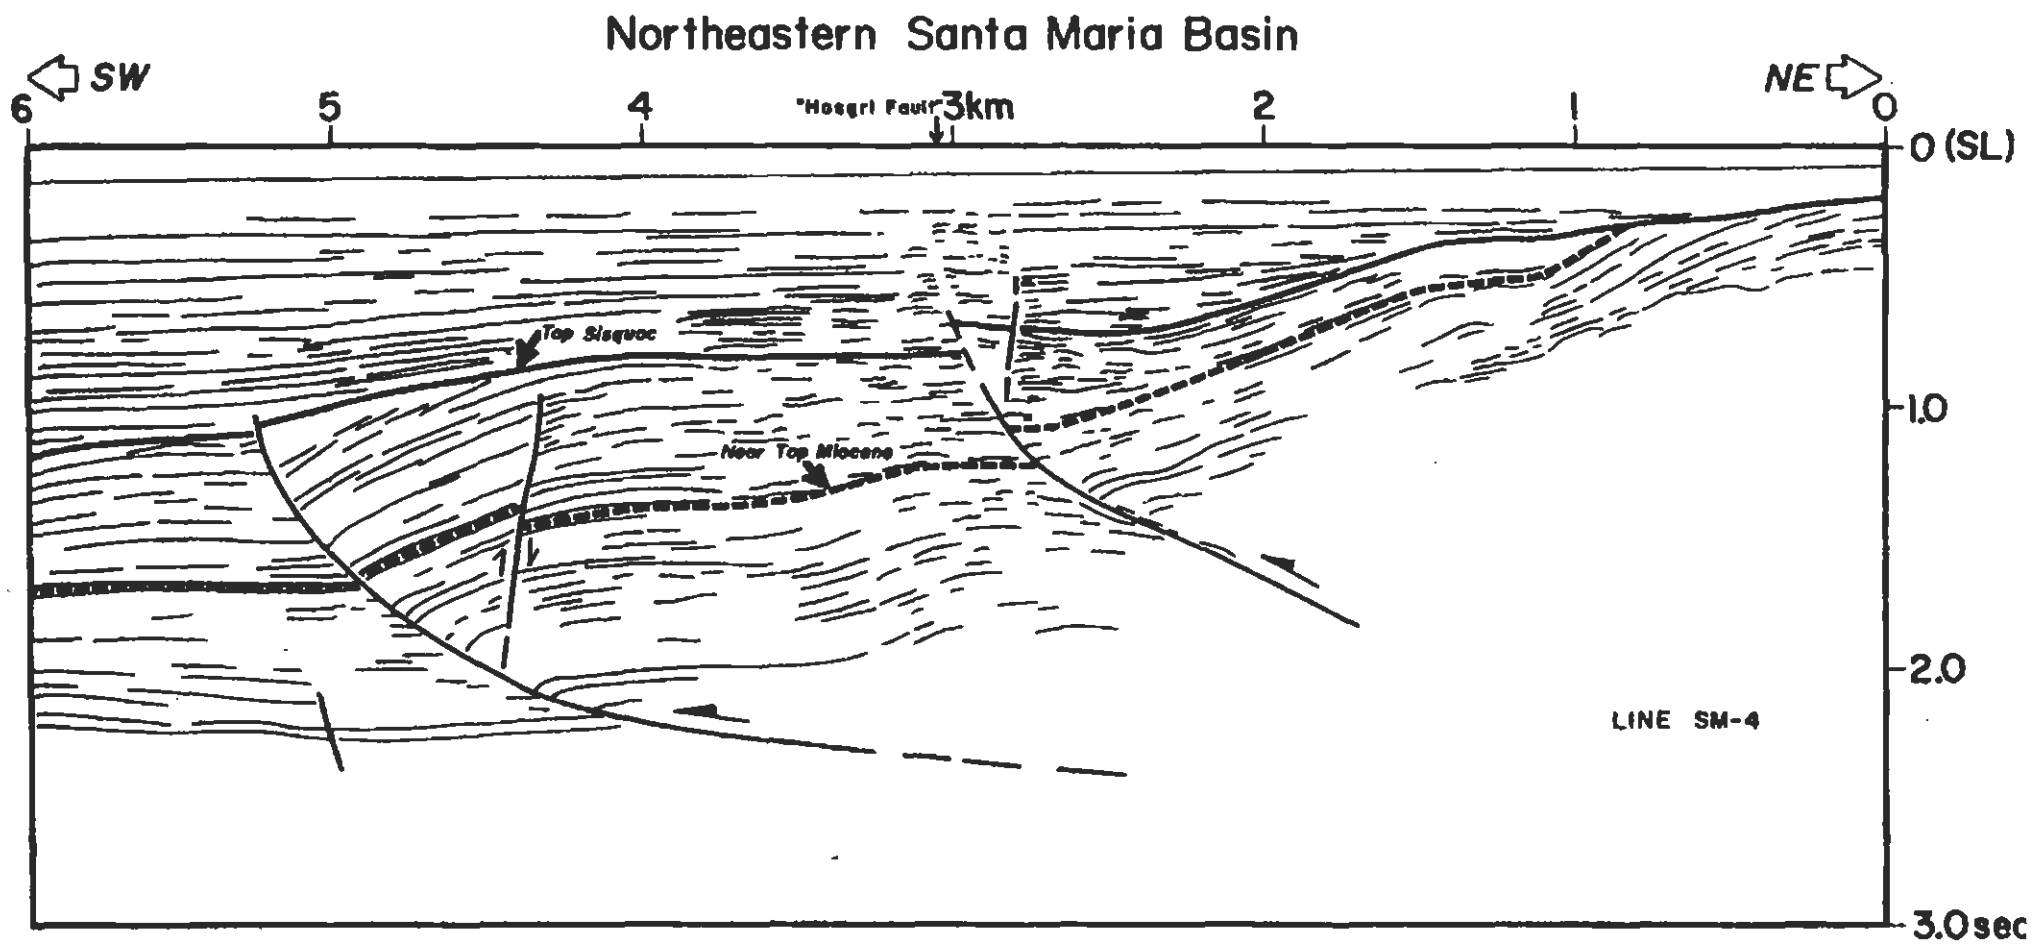 Northeastern Santa Maria Basin
SW NE
6 5 4 "Hosgri Fault" 3km 2 1 0
0 (SL)
Top Sisquoc
1.0
Near Top Miocene
2.0
LINE SM-4
3.0 sec